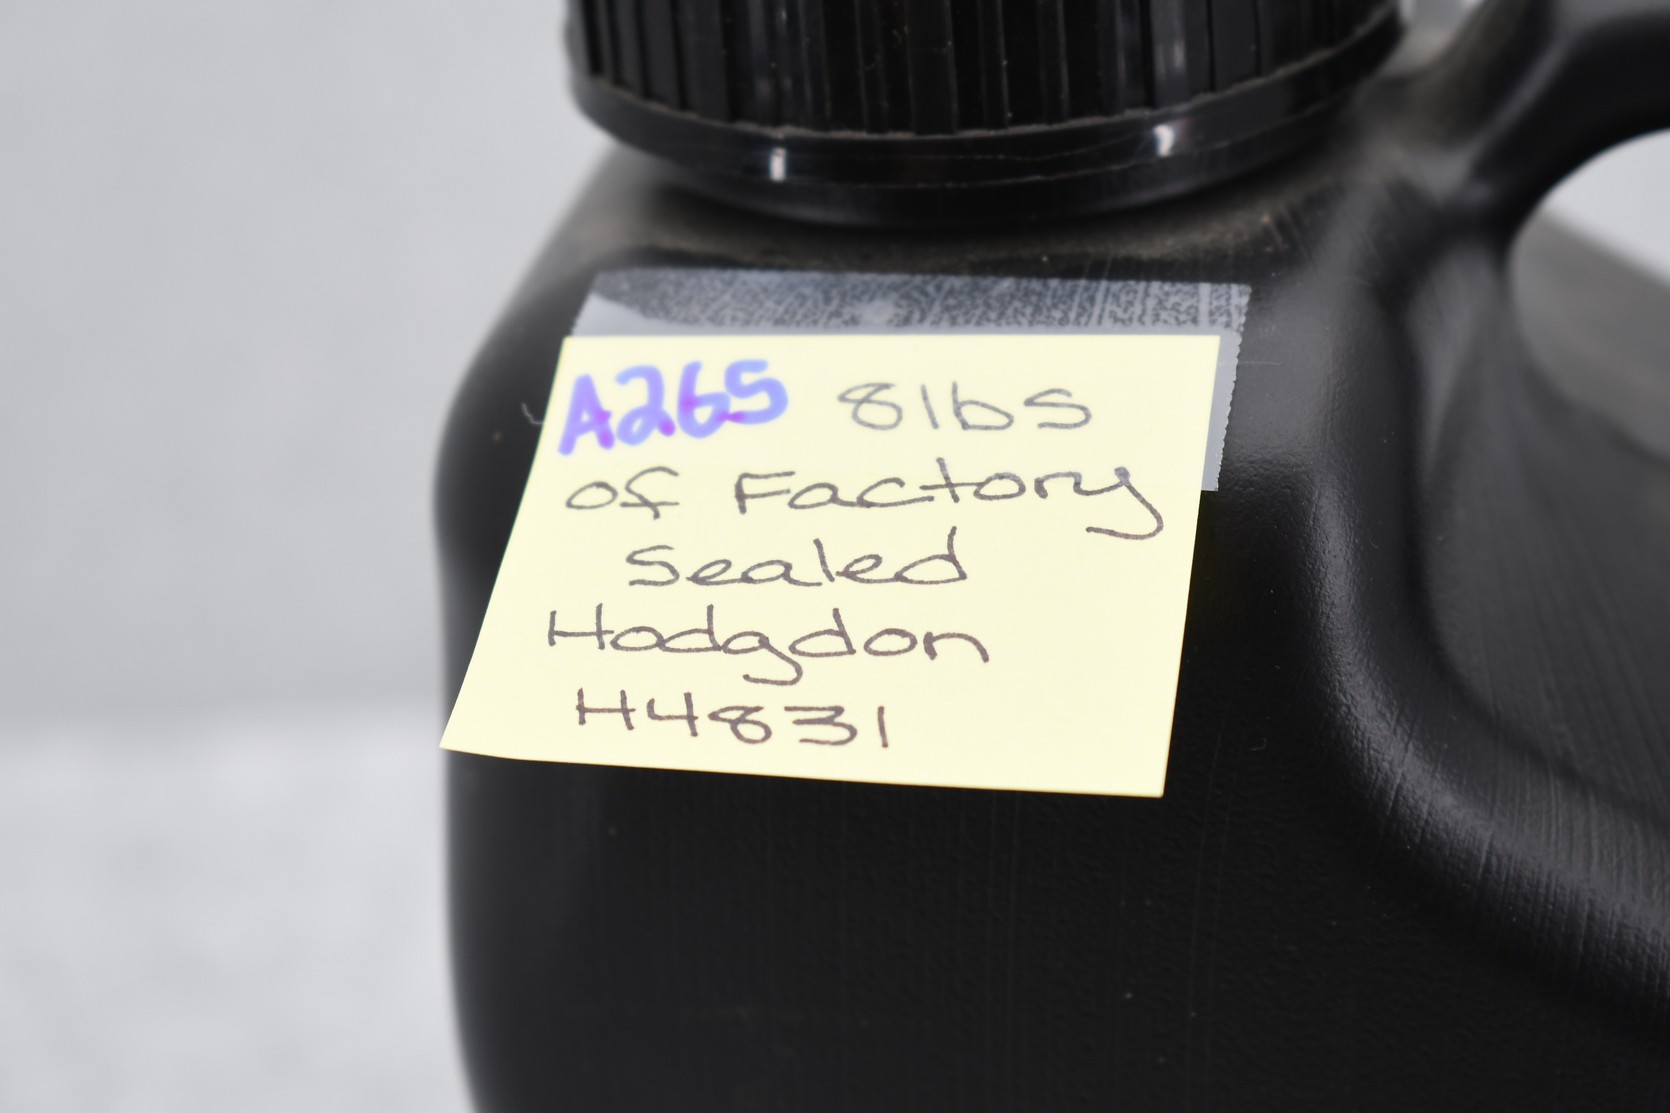 A265 8lbs
of Factory
Sealed
Hodgdon
H4831